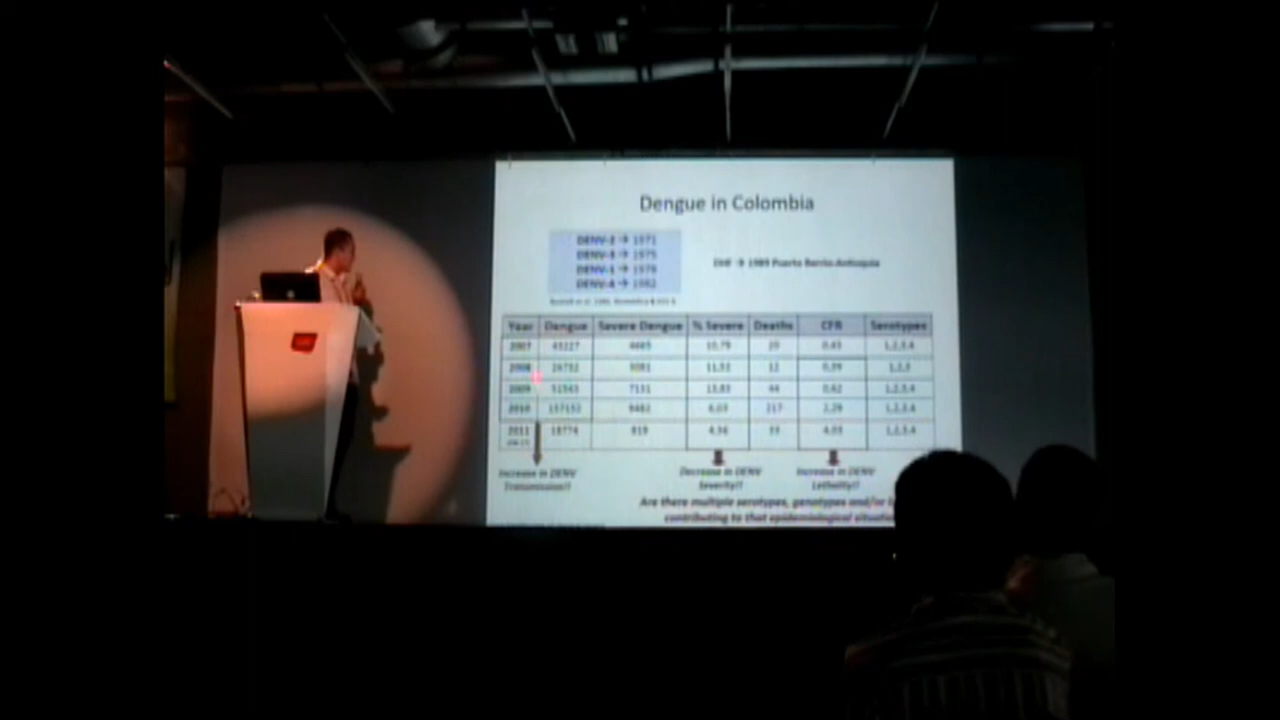 Dengue in Colombia
DENV-2 → 1971
DENV-3 → 1975
DENV-1 → 1978
DENV-4 → 1982
→ 1989 Puerto Berrio-Antioquia
Year Dengue Severe Dengue % Severe Deaths CFR Serotypes
2007 43227 4665 10,79 20 0,43 1,2,3,4
2008 26732 3081 11,52 12 0,39 1,2,3
2009 51543 7131 13,83 44 0,62 1,2,3,4
2010 157152 9482 6,03 217 2,29 1,2,3,4
2011 18774 819 4,36 33 4,03 1,2,3,4
Increase in DENV
Transmission!!
Decrease in DENV
Severity!!
Increase in DENV
Lethality!!
Are there multiple serotypes, genotypes and/or
contributing to that epidemiological